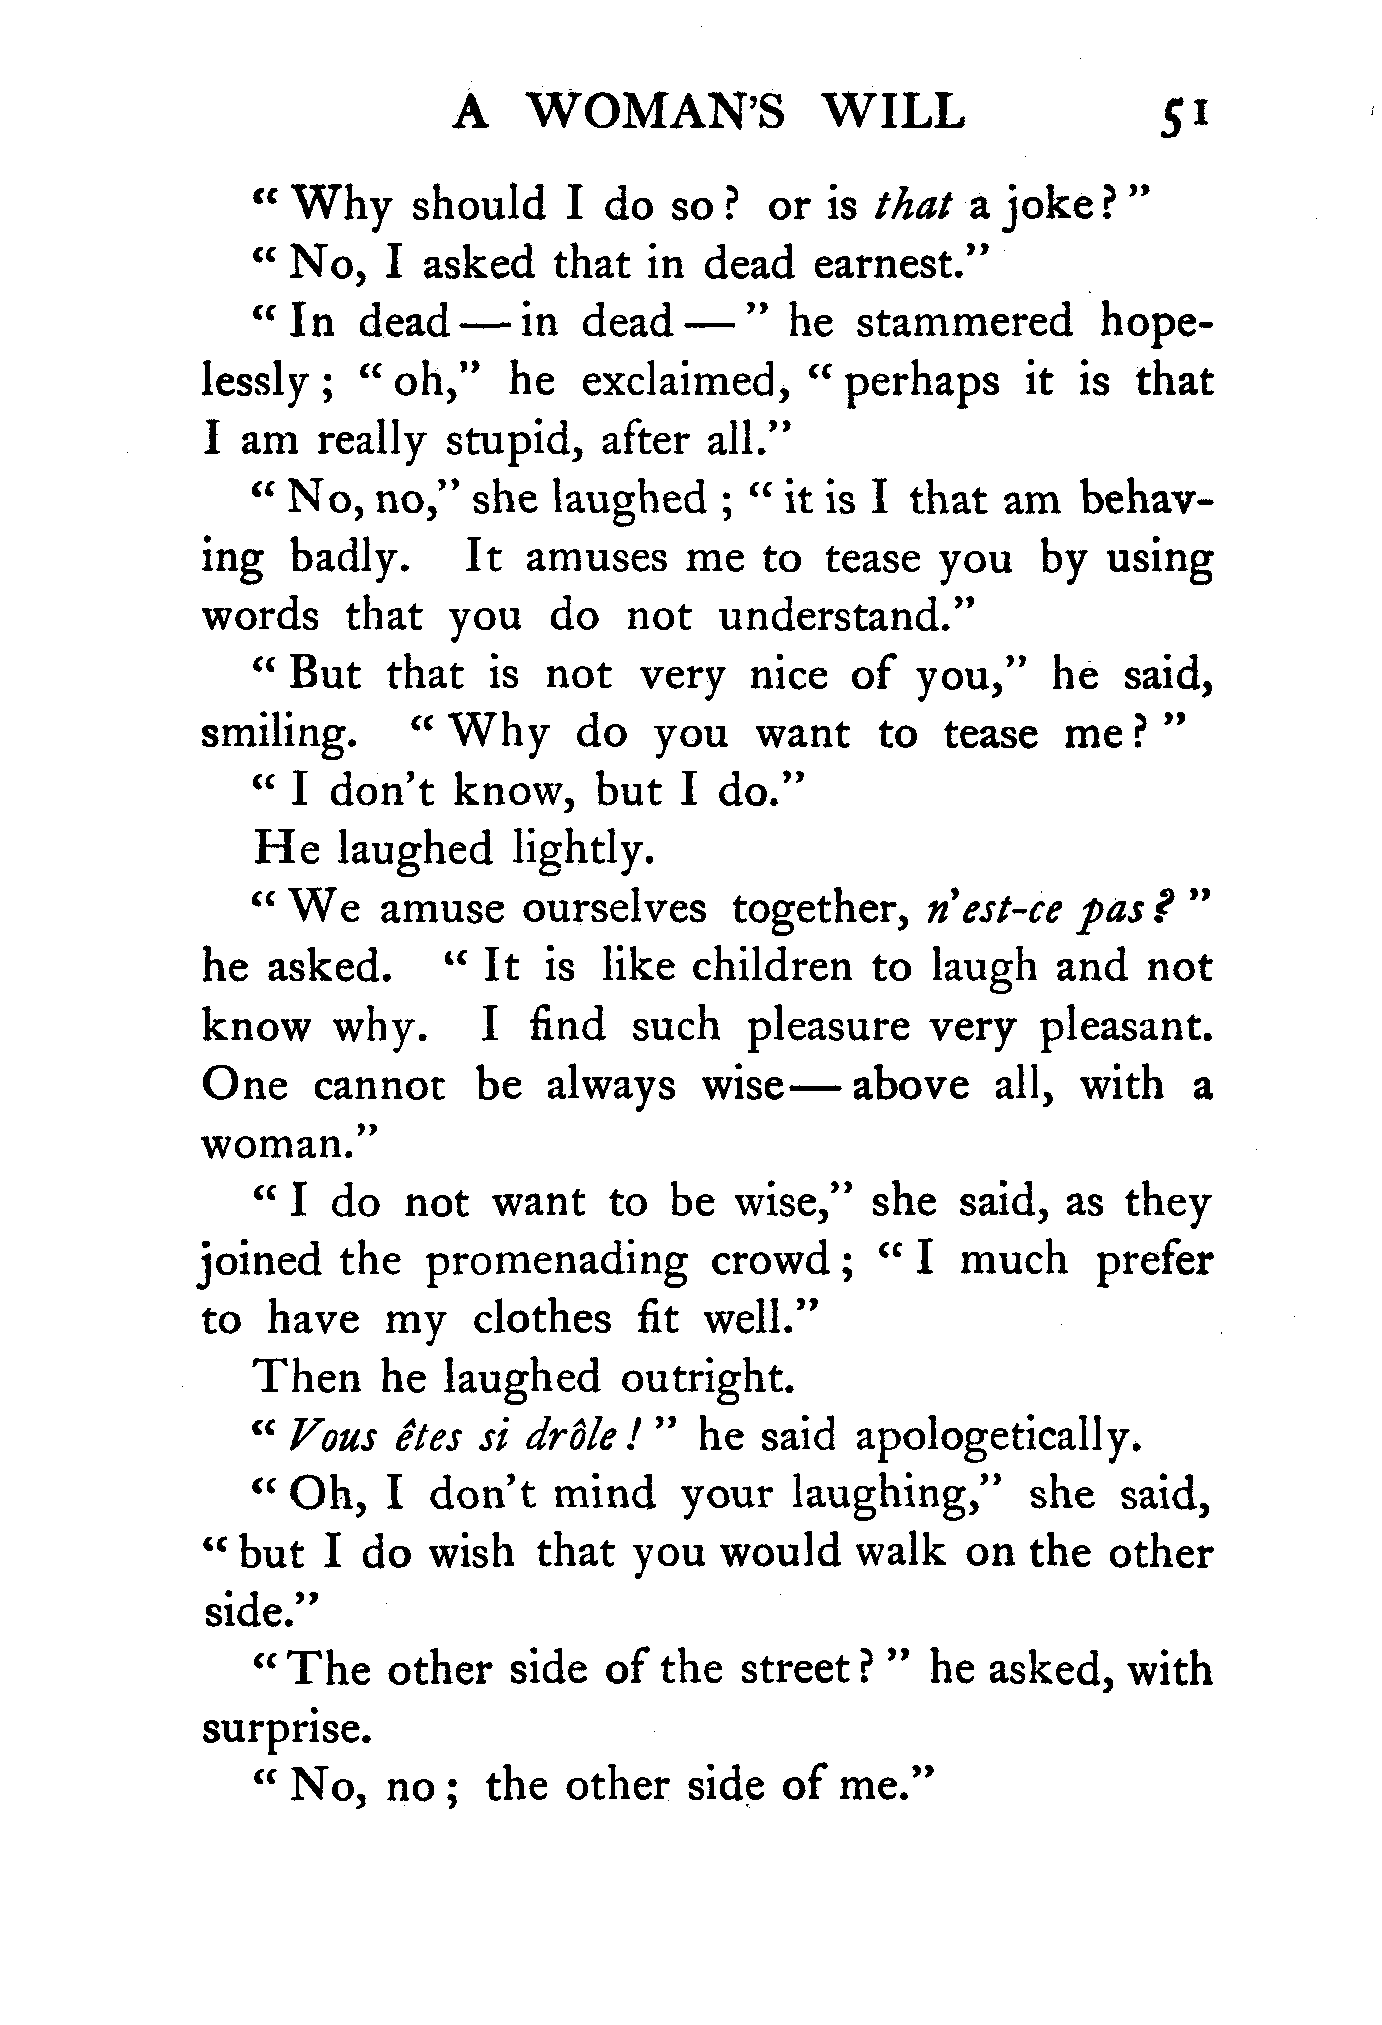 A WOMAN'S WILL 51
“ Why should I do so ? or is that a joke ? ”
“ No, I asked that in dead earnest.”
“ In dead — in dead — ” he stammered hope-
lessly ; “ oh,” he exclaimed, “ perhaps it is that
I am really stupid, after all.”
“ No, no,” she laughed ; “ it is I that am behav-
ing badly. It amuses me to tease you by using
words that you do not understand.”
“ But that is not very nice of you,” he said,
smiling. “ Why do you want to tease me ? ”
“ I don't know, but I do.”
He laughed lightly.
“ We amuse ourselves together, n'est-ce pas ? ”
he asked. “ It is like children to laugh and not
know why. I find such pleasure very pleasant.
One cannot be always wise — above all, with a
woman.”
“ I do not want to be wise,” she said, as they
joined the promenading crowd ; “ I much prefer
to have my clothes fit well.”
Then he laughed outright.
“ Vous êtes si drôle ! ” he said apologetically.
“ Oh, I don't mind your laughing,” she said,
“ but I do wish that you would walk on the other
side.”
“ The other side of the street ? ” he asked, with
surprise.
“ No, no ; the other side of me.”